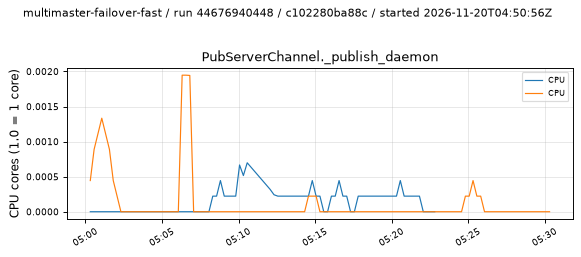 multimaster-failover-fast / run 44676940448 / c102280ba88c / started 2026-11-20T04:50:56Z
PubServerChannel._publish_daemon
CPU cores (1.0 = 1 core)
0.0020
0.0015
0.0010
0.0005
0.0000
CPU
CPU
05:00
05:05
05:10
05:15
05:20
05:25
05:30